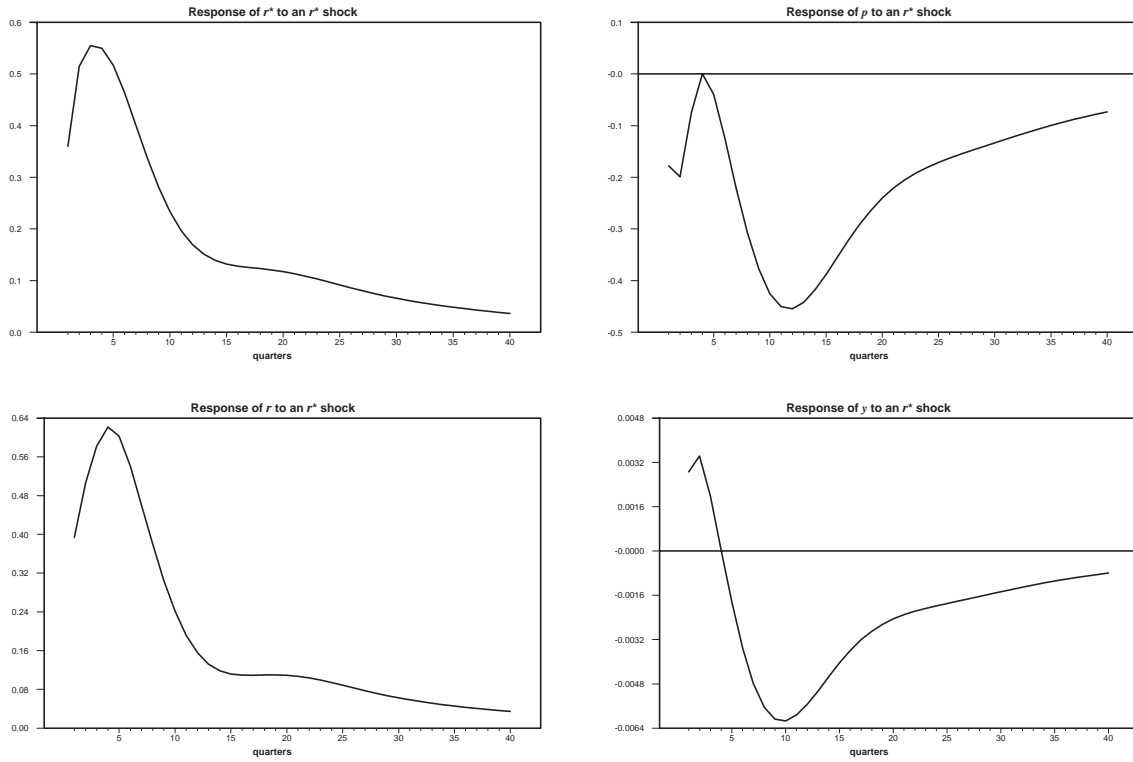 Response of r* to an r* shock
0.6
0.5
0.4
0.3
0.2
0.1
0.0
5 10 15 20 25 30 35 40
quarters
Response of p to an r* shock
0.1
-0.0
-0.1
-0.2
-0.3
-0.4
-0.5
5 10 15 20 25 30 35 40
quarters
Response of r to an r* shock
0.64
0.56
0.48
0.40
0.32
0.24
0.16
0.08
0.00
5 10 15 20 25 30 35 40
quarters
Response of y to an r* shock
0.0048
0.0032
0.0016
-0.0000
-0.0016
-0.0032
-0.0048
-0.0064
5 10 15 20 25 30 35 40
quarters